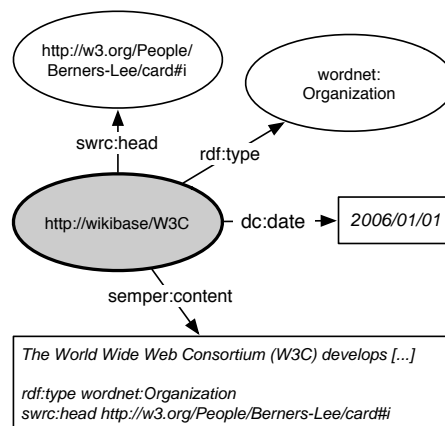 http://w3.org/People/
Berners-Lee/card#i
wordnet:
Organization
swrc:head
rdf:type
http://wikibase/W3C
dc:date
2006/01/01
semper:content
The World Wide Web Consortium (W3C) develops [...]
rdf:type wordnet:Organization
swrc:head http://w3.org/People/Berners-Lee/card#i